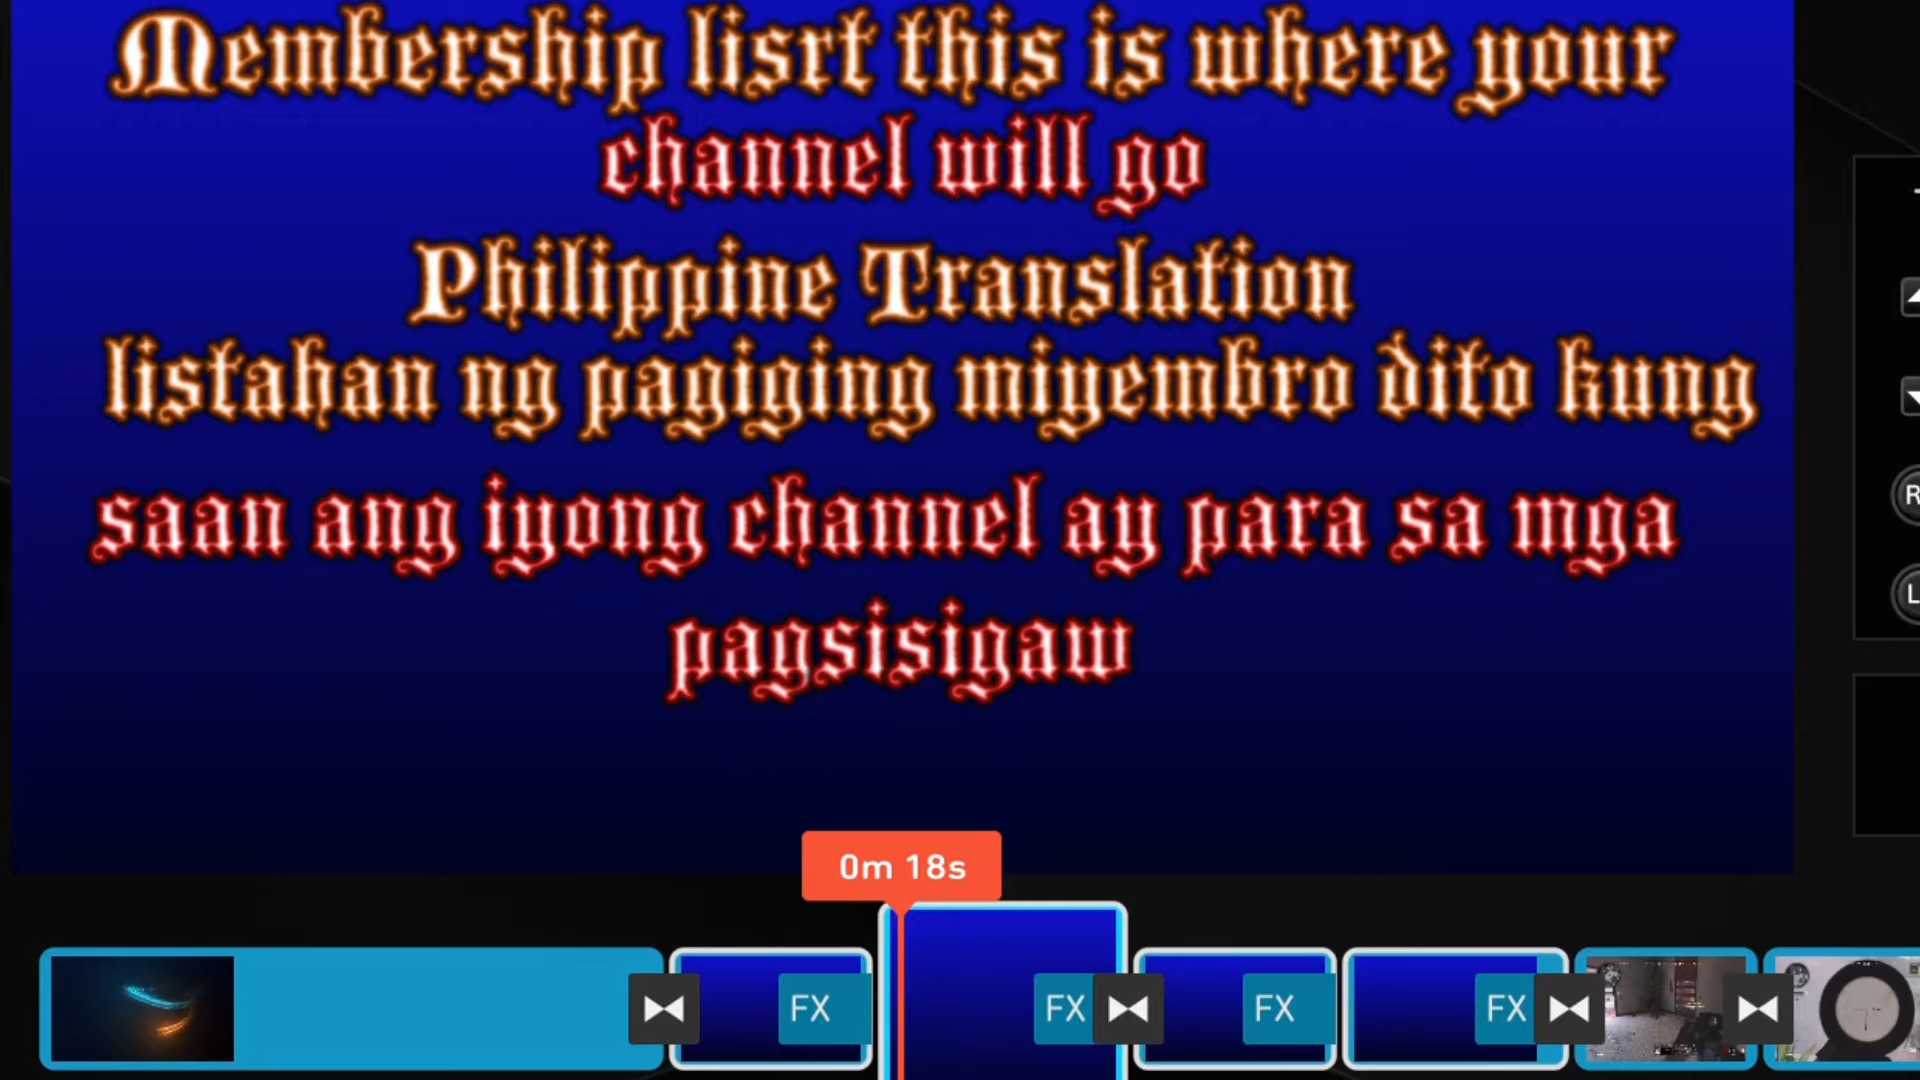 Membership lisrt this is where your
channel will go
Philippine Translation
listahan ng pagiging miyembro dito kung
saan ang iyong channel ay para sa mga
pagsisigaw
R
L
0m 18s
FX FX FX FX